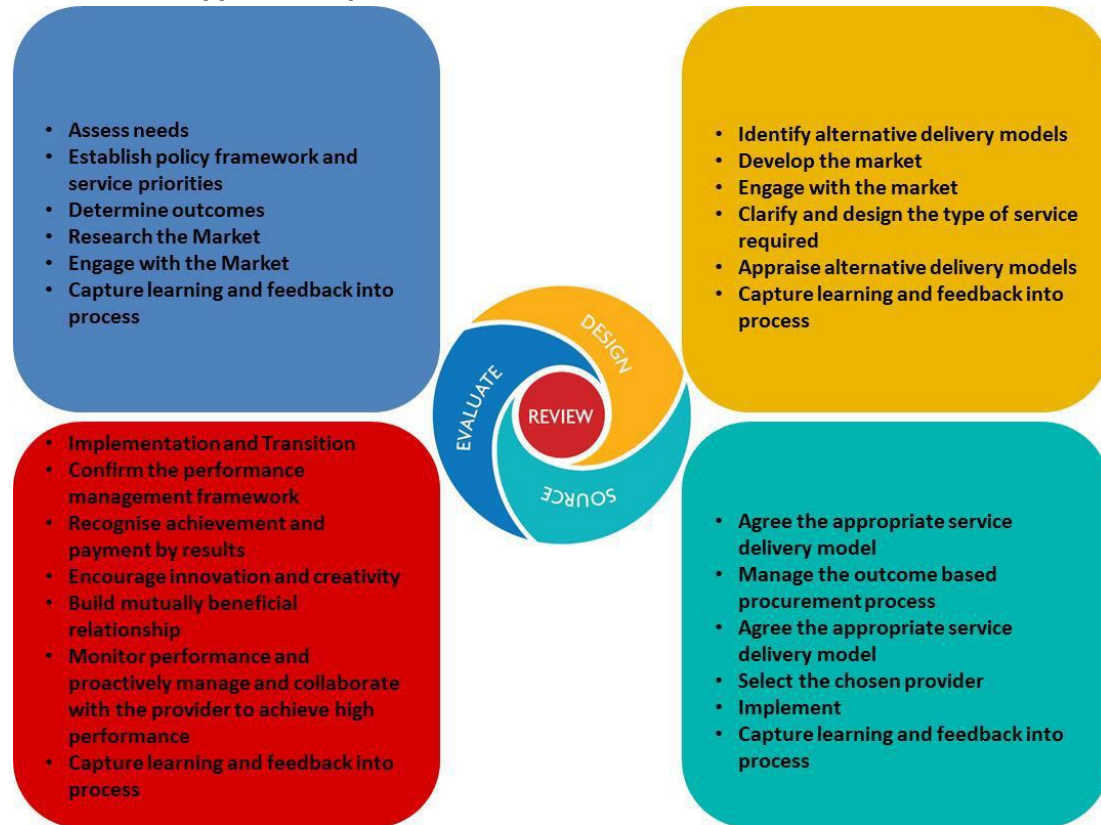 • Assess needs
• Establish policy framework and
service priorities
• Determine outcomes
• Research the Market
• Engage with the Market
• Capture learning and feedback into
process
• Identify alternative delivery models
• Develop the market
• Engage with the market
• Clarify and design the type of service
required
• Appraise alternative delivery models
• Capture learning and feedback into
process
DESIGN
EVALUATE
REVIEW
SOURCE
• Implementation and Transition
• Confirm the performance
management framework
• Recognise achievement and
payment by results
• Encourage innovation and creativity
• Build mutually beneficial
relationship
• Monitor performance and
proactively manage and collaborate
with the provider to achieve high
performance
• Capture learning and feedback into
process
• Agree the appropriate service
delivery model
• Manage the outcome based
procurement process
• Agree the appropriate service
delivery model
• Select the chosen provider
• Implement
• Capture learning and feedback into
process